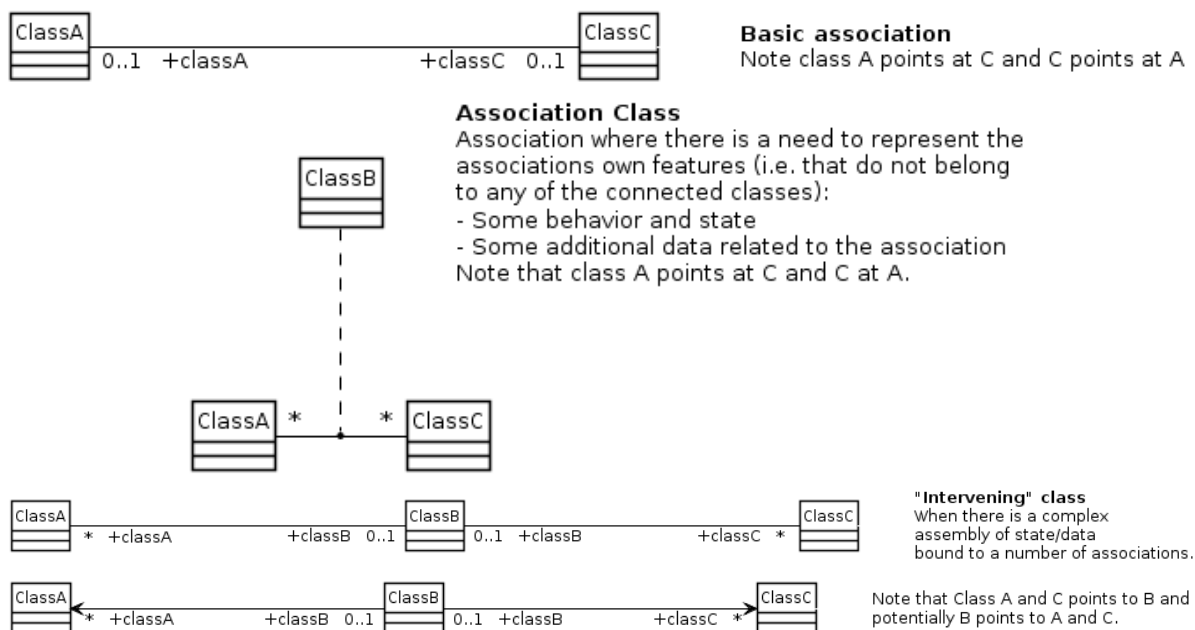 ClassA
ClassC
0..1 +classA
+classC 0..1
Basic association
Note class A points at C and C points at A
Association Class
Association where there is a need to represent the
associations own features (i.e. that do not belong
to any of the connected classes):
- Some behavior and state
- Some additional data related to the association
Note that class A points at C and C at A.
ClassB
ClassA
*
*
ClassC
ClassA
* +classA
+classB 0..1
ClassB
0..1 +classB
+classC *
ClassC
"Intervening" class
When there is a complex
assembly of state/data
bound to a number of associations.
ClassA
* +classA
+classB 0..1
ClassB
0..1 +classB
+classC *
ClassC
Note that Class A and C points to B and
potentially B points to A and C.